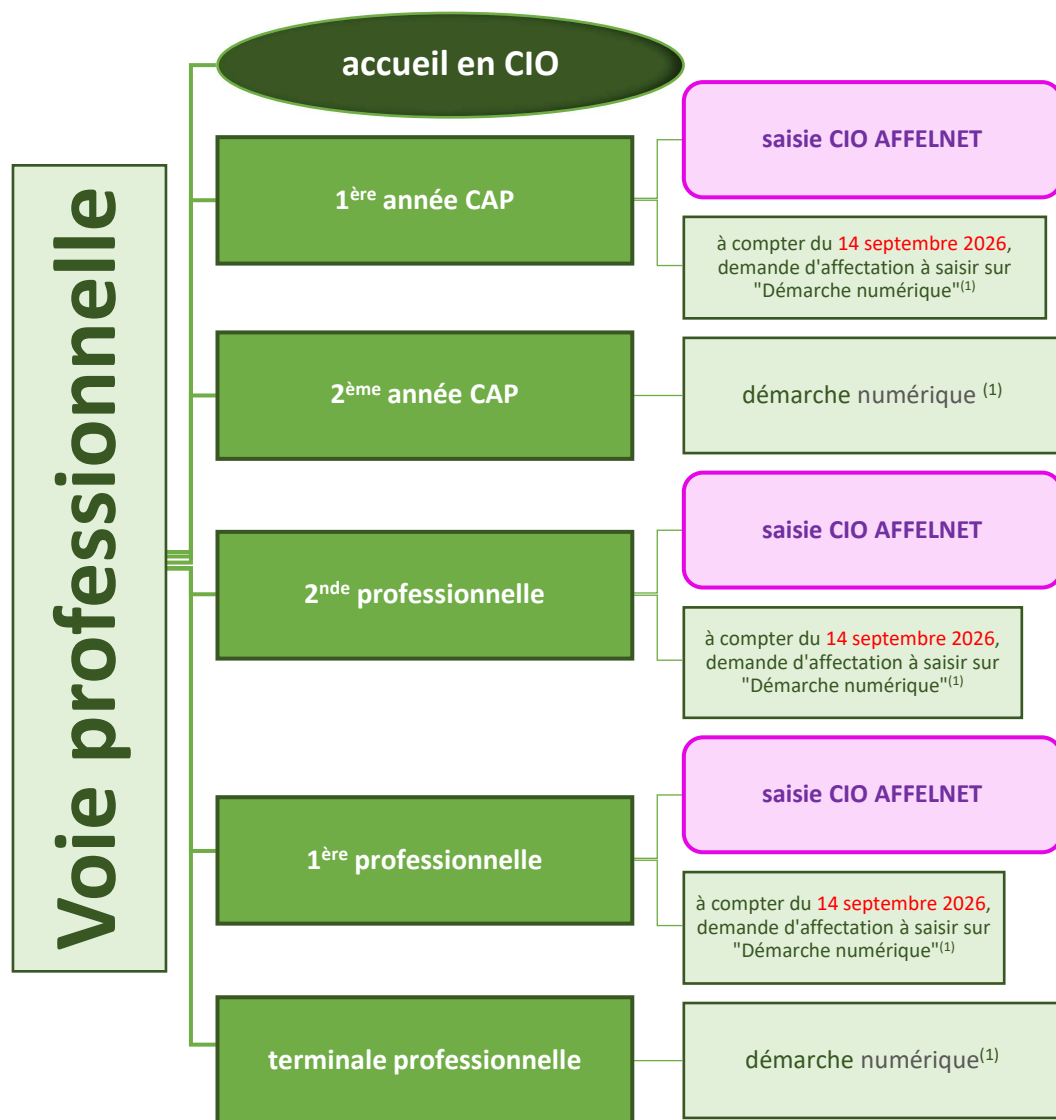 Voie professionnelle
accueil en CIO
1ère année CAP
saisie CIO AFFELNET
à compter du 14 septembre 2026,
demande d'affectation à saisir sur
"Démarche numérique"(1)
2ème année CAP
démarche numérique (1)
2nde professionnelle
saisie CIO AFFELNET
à compter du 14 septembre 2026,
demande d'affectation à saisir sur
"Démarche numérique"(1)
1ère professionnelle
saisie CIO AFFELNET
à compter du 14 septembre 2026,
demande d'affectation à saisir sur
"Démarche numérique"(1)
terminale professionnelle
démarche numérique(1)